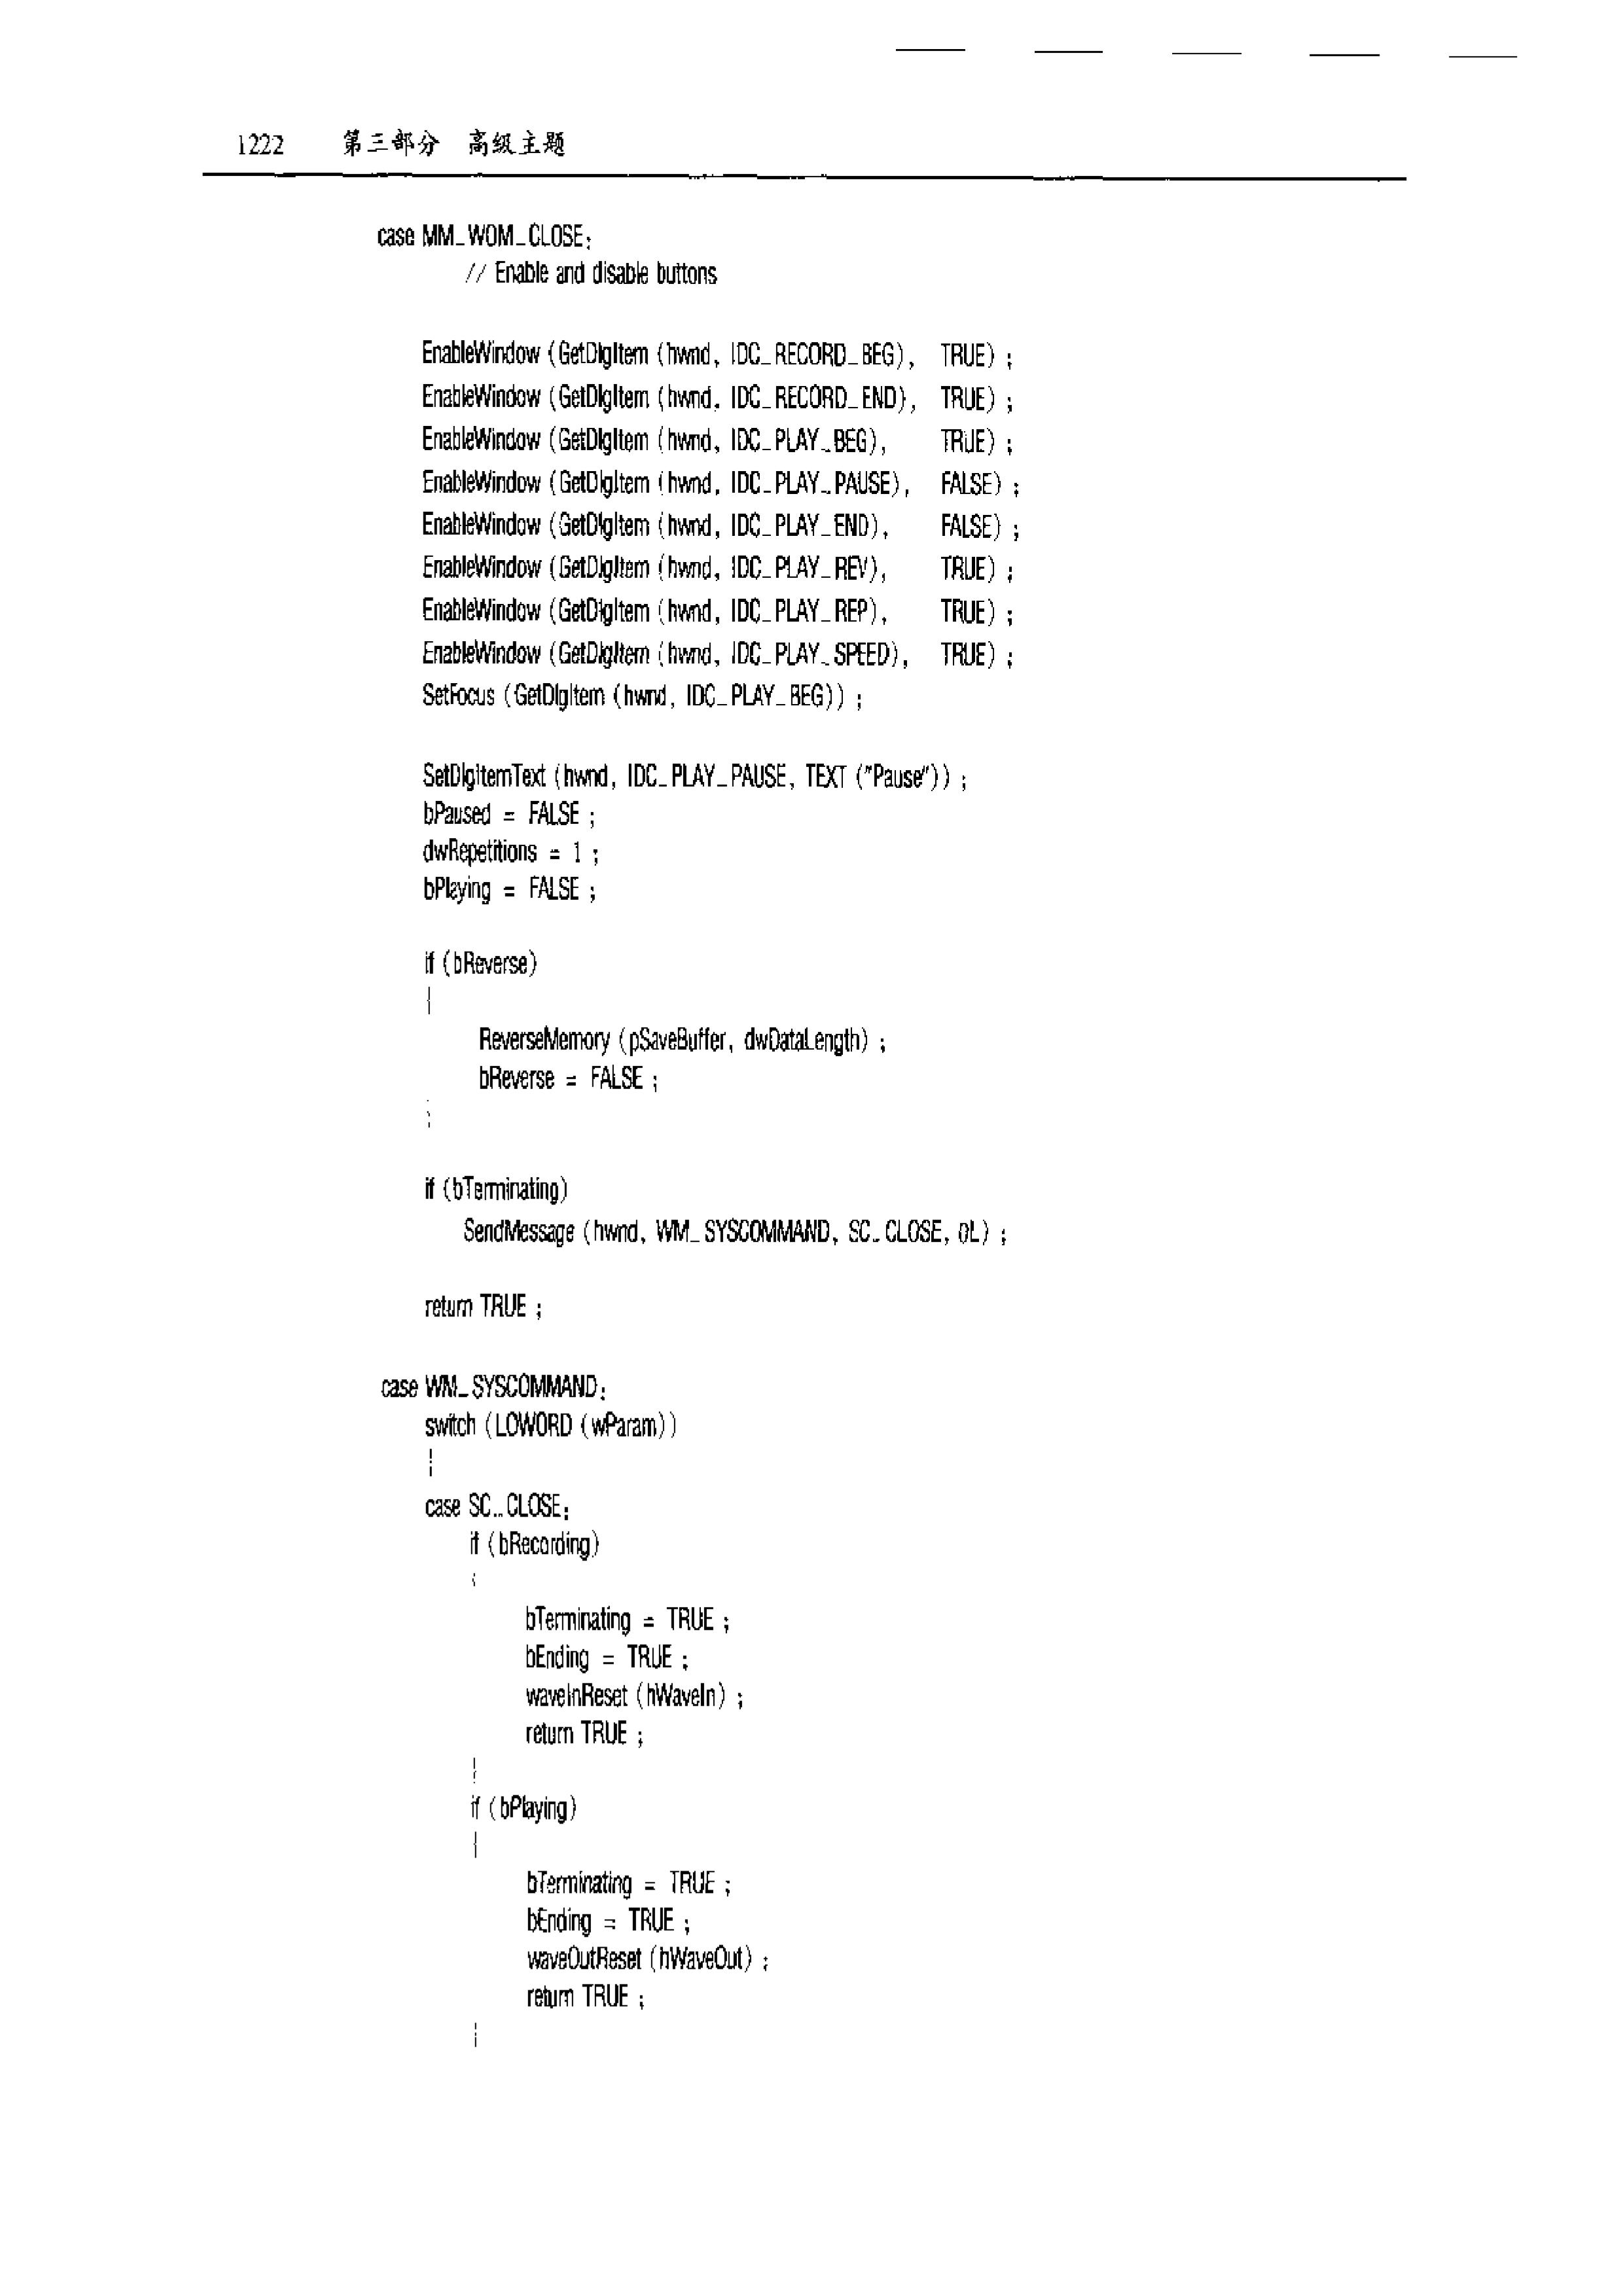 1222 第三部分 高级主题
case MM_WOM_CLOSE:
// Enable and disable buttons
EnableWindow (GetDlgItem (hwnd, IDC_RECORD_BEG), TRUE) ;
EnableWindow (GetDlgItem (hwnd, IDC_RECORD_END), TRUE) ;
EnableWindow (GetDlgItem (hwnd, IDC_PLAY_BEG), TRUE) ;
EnableWindow (GetDlgItem (hwnd, IDC_PLAY_PAUSE), FALSE) ;
EnableWindow (GetDlgItem (hwnd, IDC_PLAY_END), FALSE) ;
EnableWindow (GetDlgItem (hwnd, IDC_PLAY_REV), TRUE) ;
EnableWindow (GetDlgItem (hwnd, IDC_PLAY_REP), TRUE) ;
EnableWindow (GetDlgItem (hwnd, IDC_PLAY_SPEED), TRUE) ;
SetFocus (GetDlgItem (hwnd, IDC_PLAY_BEG)) ;
SetDlgItemText (hwnd, IDC_PLAY_PAUSE, TEXT ("Pause")) ;
bPaused = FALSE ;
dwRepetitions = 1 ;
bPlaying = FALSE ;
if (bReverse)
{
ReverseMemory (pSaveBuffer, dwDataLength) ;
bReverse = FALSE ;
}
if (bTerminating)
SendMessage (hwnd, WM_SYSCOMMAND, SC_CLOSE, 0L) ;
return TRUE ;
case WM_SYSCOMMAND:
switch (LOWORD (wParam))
{
case SC_CLOSE:
if (bRecording)
{
bTerminating = TRUE ;
bEnding = TRUE ;
waveInReset (hWaveIn) ;
return TRUE ;
}
if (bPlaying)
{
bTerminating = TRUE ;
bEnding = TRUE ;
waveOutReset (hWaveOut) ;
return TRUE ;
}